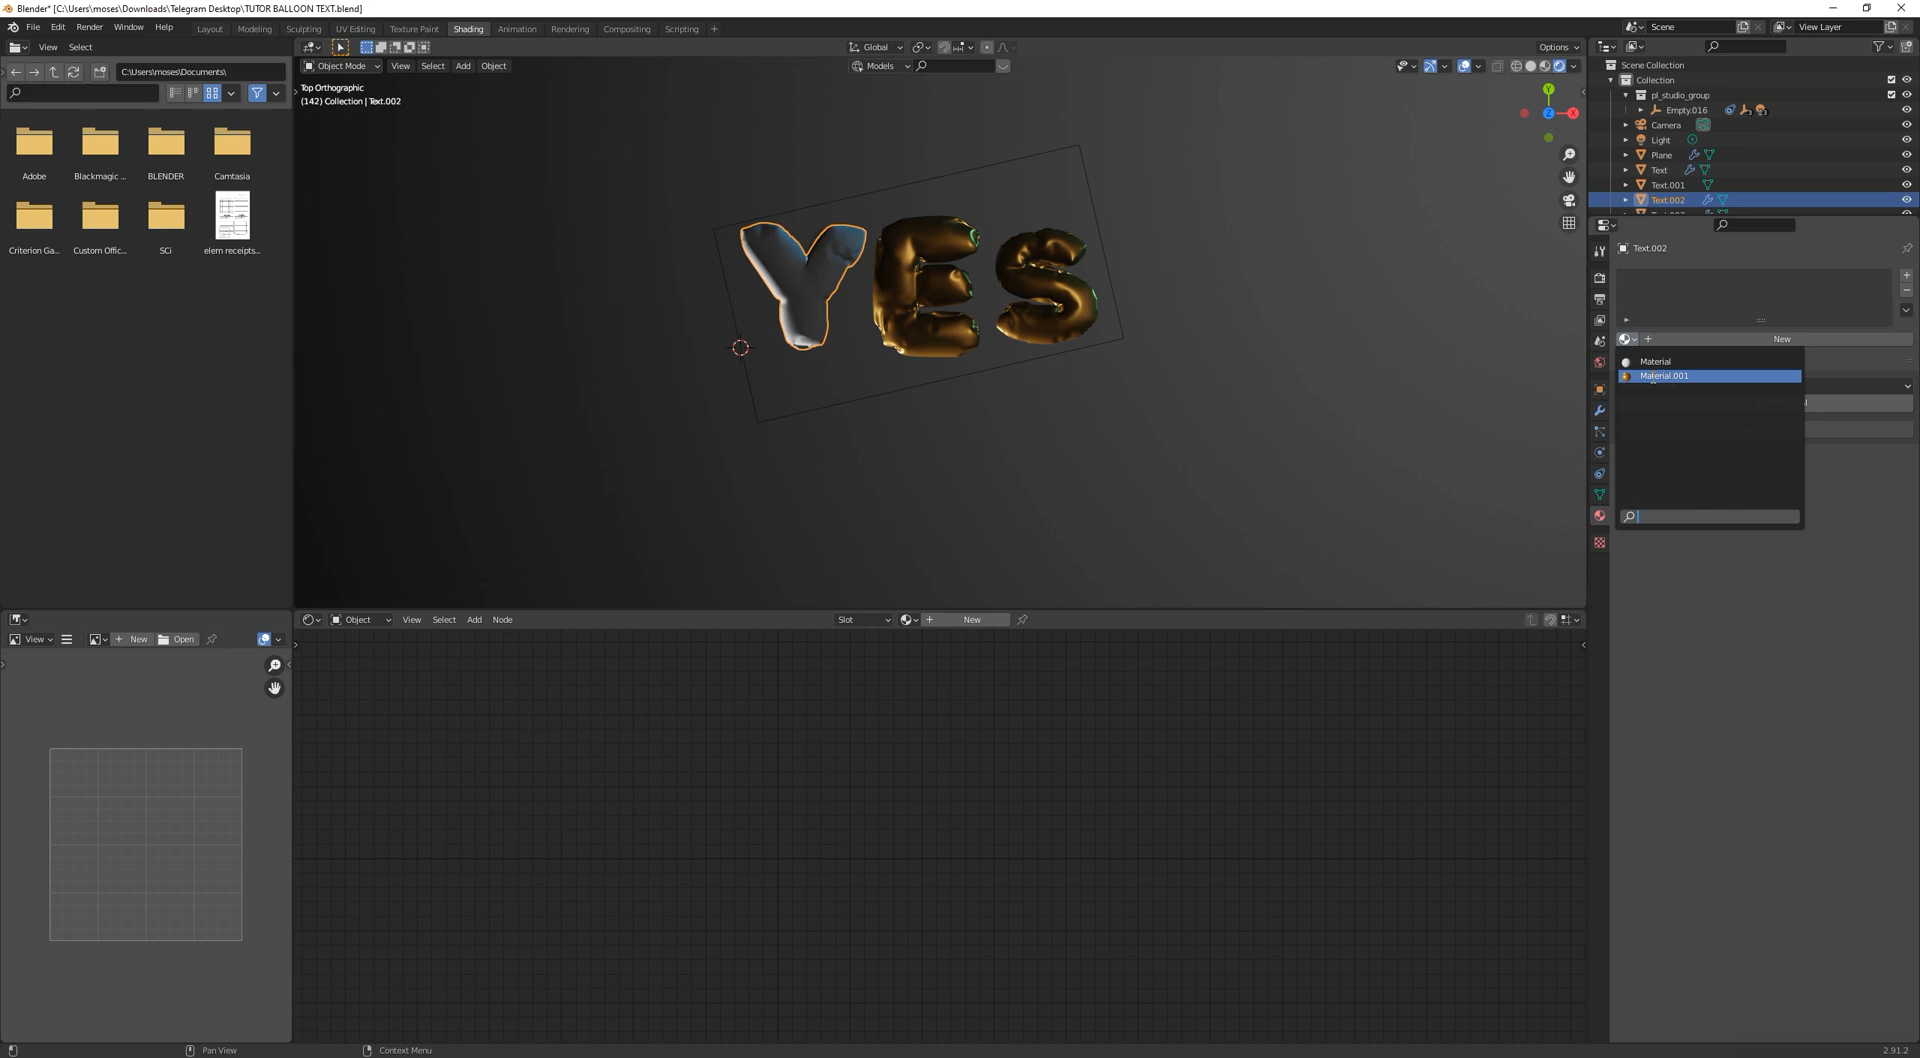 Blender* [C:\Users\moses\Downloads\Telegram Desktop\TUTOR BALLOON TEXT.blend]
File Edit Render Window Help
Layout Modeling Sculpting UV Editing Texture Paint Shading Animation Rendering Compositing Scripting
Scene
View Layer
View Select
Global
Options
C:\Users\moses\Documents\
Object Mode View Select Add Object
Models
Top Orthographic
(142) Collection | Text.002
Adobe
Blackmagic ...
BLENDER
Camtasia
Criterion Ga...
Custom Offic...
SCi
elem receipts...
YES
Y
X
Z
Scene Collection
Collection
pl_studio_group
Empty.016
3
3
Camera
Light
Plane
Text
Text.001
Text.002
Text.002
New
Material
Material.001
Object View Select Add Node
Slot
New
View
New
Open
Pan View
Context Menu
2.91.2